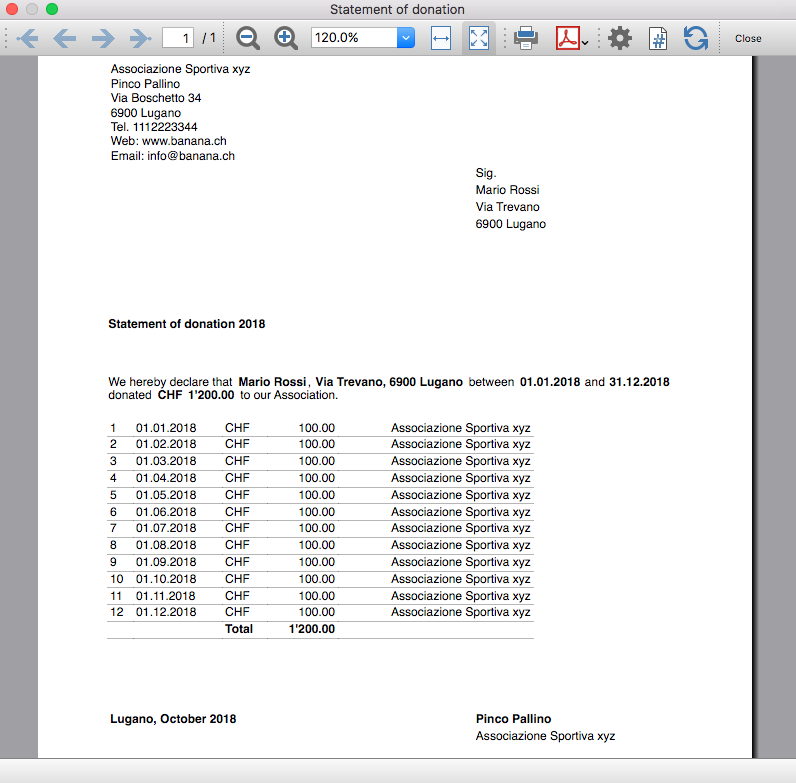 Statement of donation
1 / 1 120.0% Close
Associazione Sportiva xyz
Pinco Pallino
Via Boschetto 34
6900 Lugano
Tel. 1112223344
Web: www.banana.ch
Email: info@banana.ch
Sig.
Mario Rossi
Via Trevano
6900 Lugano
Statement of donation 2018
We hereby declare that Mario Rossi, Via Trevano, 6900 Lugano between 01.01.2018 and 31.12.2018
donated CHF 1'200.00 to our Association.
1 01.01.2018 CHF 100.00 Associazione Sportiva xyz
2 01.02.2018 CHF 100.00 Associazione Sportiva xyz
3 01.03.2018 CHF 100.00 Associazione Sportiva xyz
4 01.04.2018 CHF 100.00 Associazione Sportiva xyz
5 01.05.2018 CHF 100.00 Associazione Sportiva xyz
6 01.06.2018 CHF 100.00 Associazione Sportiva xyz
7 01.07.2018 CHF 100.00 Associazione Sportiva xyz
8 01.08.2018 CHF 100.00 Associazione Sportiva xyz
9 01.09.2018 CHF 100.00 Associazione Sportiva xyz
10 01.10.2018 CHF 100.00 Associazione Sportiva xyz
11 01.11.2018 CHF 100.00 Associazione Sportiva xyz
12 01.12.2018 CHF 100.00 Associazione Sportiva xyz
Total 1'200.00
Lugano, October 2018 Pinco Pallino
Associazione Sportiva xyz